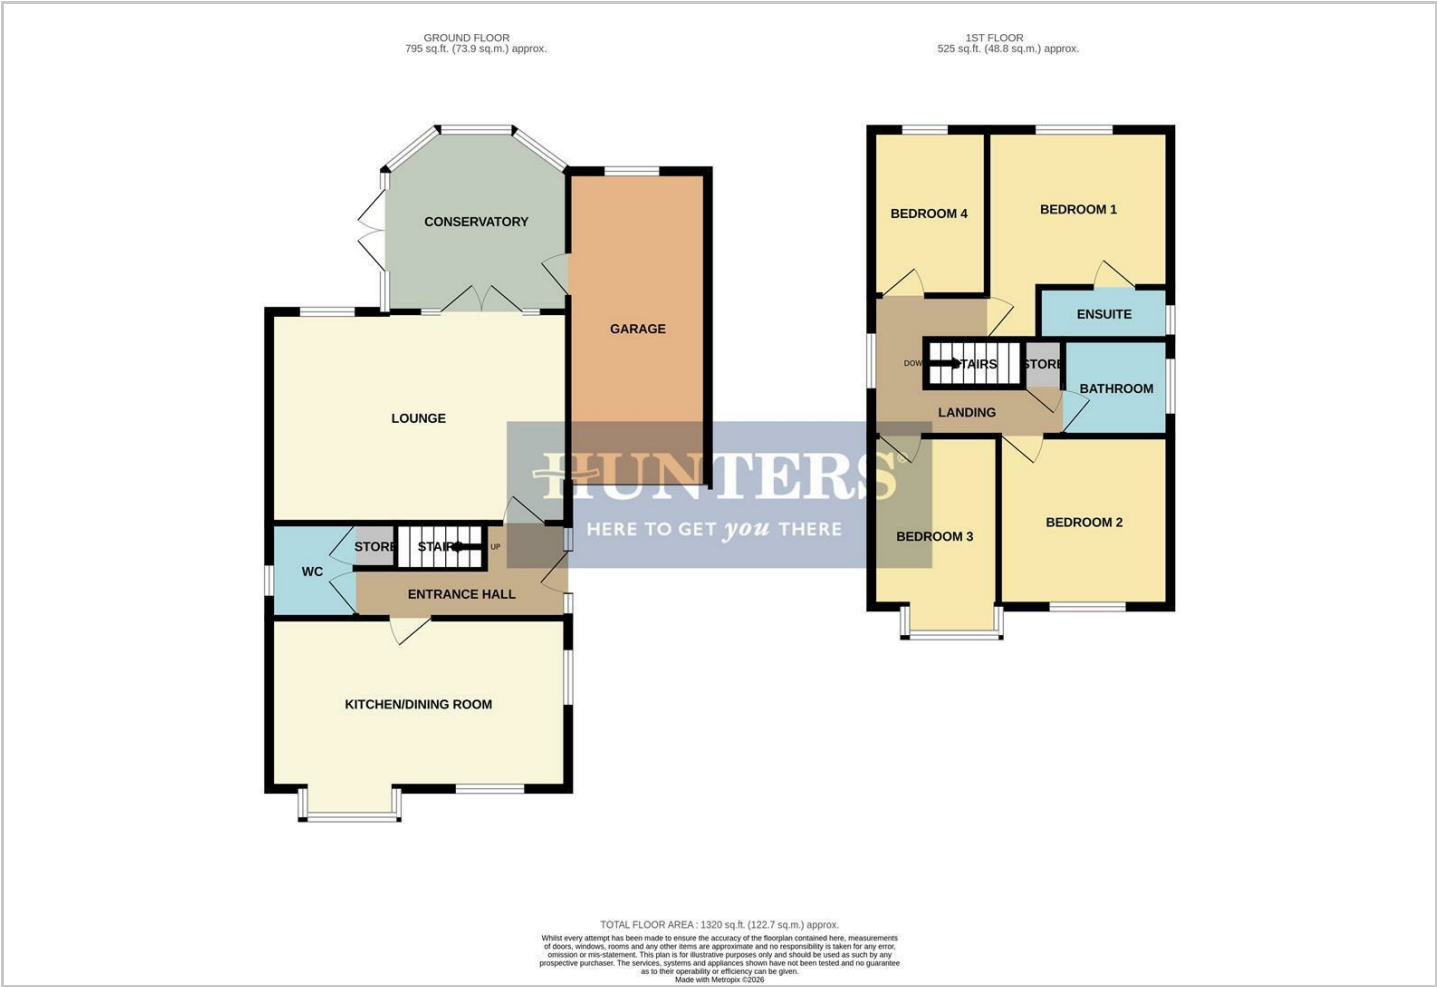 GROUND FLOOR
795 sq.ft. (73.9 sq.m.) approx.
1ST FLOOR
525 sq.ft. (48.8 sq.m.) approx.
CONSERVATORY
GARAGE
LOUNGE
STORE
STAIRS
UP
WC
ENTRANCE HALL
KITCHEN/DINING ROOM
BEDROOM 4
BEDROOM 1
ENSUITE
DOWN
STAIRS
STORE
BATHROOM
LANDING
BEDROOM 3
BEDROOM 2
HUNTERS®
HERE TO GET you THERE
TOTAL FLOOR AREA : 1320 sq.ft. (122.7 sq.m.) approx.
Whilst every attempt has been made to ensure the accuracy of the floorplan contained here, measurements
of doors, windows, rooms and any other items are approximate and no responsibility is taken for any error,
omission or mis-statement. This plan is for illustrative purposes only and should be used as such by any
prospective purchaser. The services, systems and appliances shown have not been tested and no guarantee
as to their operability or efficiency can be given.
Made with Metropix ©2026